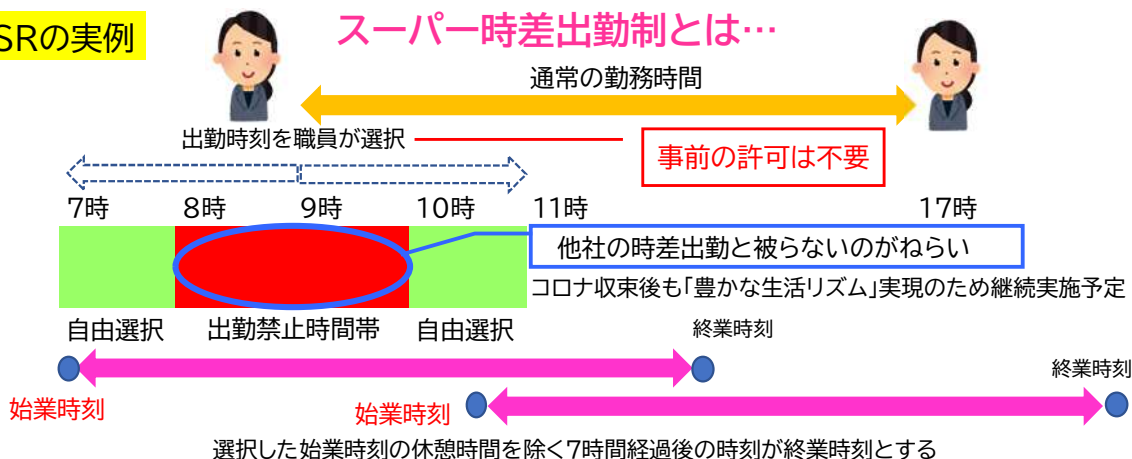 SRの実例
スーパー時差出勤制とは…
通常の勤務時間
出勤時刻を職員が選択
事前の許可は不要
7時 8時 9時 10時 11時 17時
他社の時差出勤と被らないのがねらい
コロナ収束後も「豊かな生活リズム」実現のため継続実施予定
自由選択 出勤禁止時間帯 自由選択
終業時刻
終業時刻
始業時刻
始業時刻
選択した始業時刻の休憩時間を除く7時間経過後の時刻が終業時刻とする